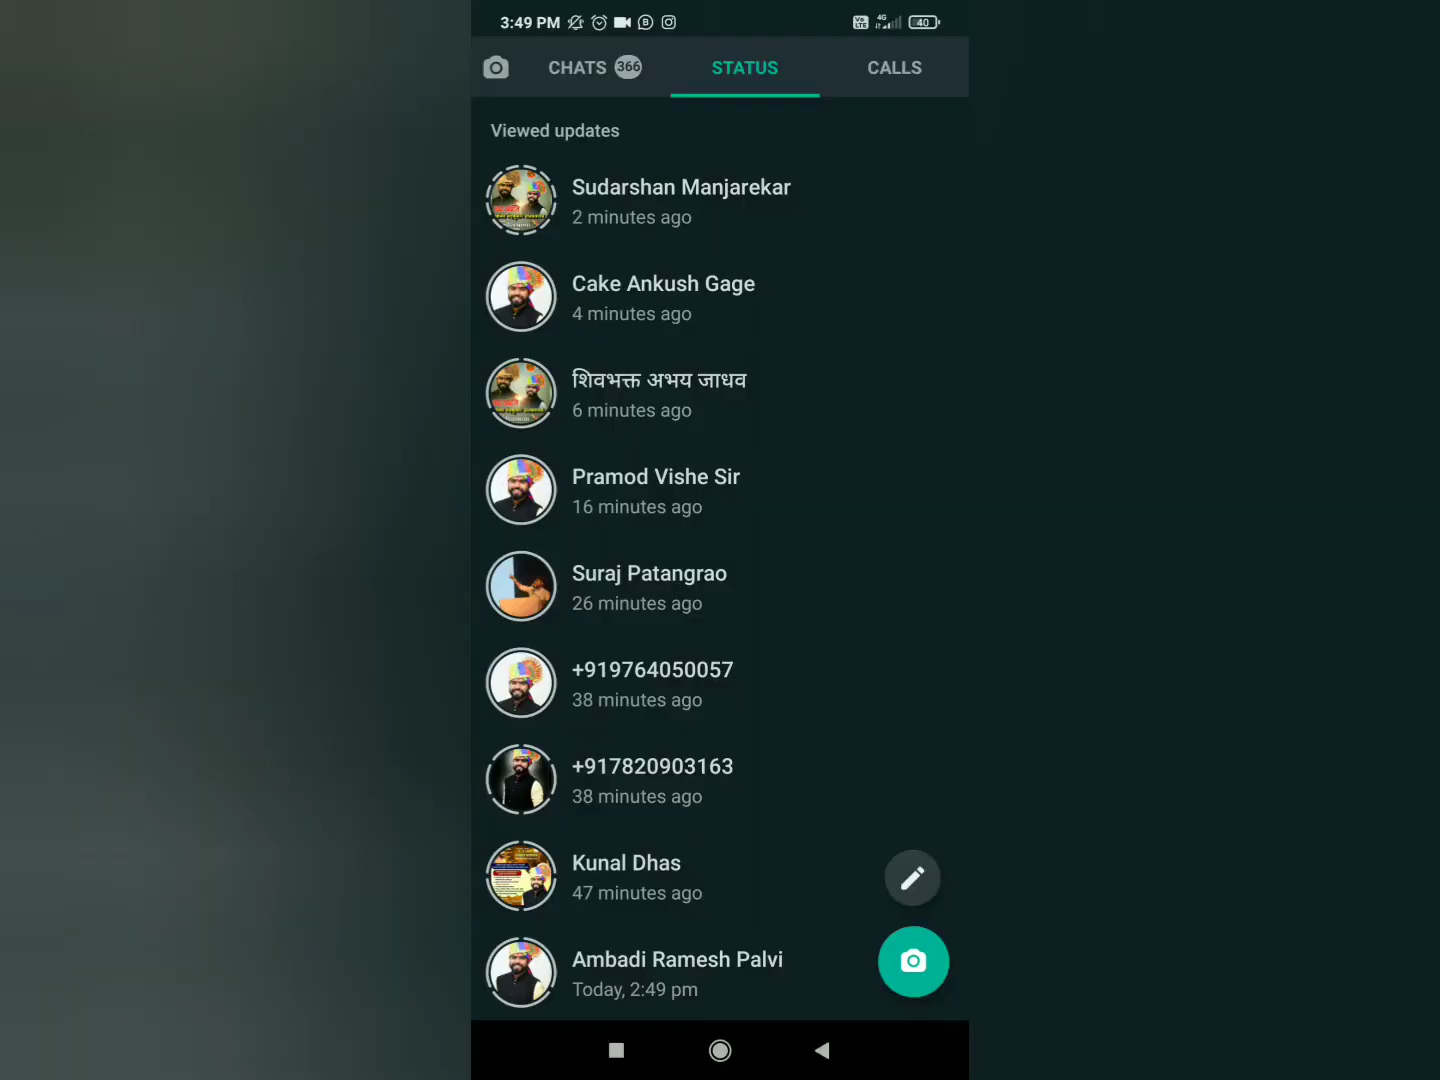 3:49 PM
Vo LTE 4G 40
CHATS 366 STATUS CALLS
Viewed updates
Sudarshan Manjarekar
2 minutes ago
Cake Ankush Gage
4 minutes ago
शिवभक्त अभय जाधव
6 minutes ago
Pramod Vishe Sir
16 minutes ago
Suraj Patangrao
26 minutes ago
+919764050057
38 minutes ago
+917820903163
38 minutes ago
Kunal Dhas
47 minutes ago
Ambadi Ramesh Palvi
Today, 2:49 pm